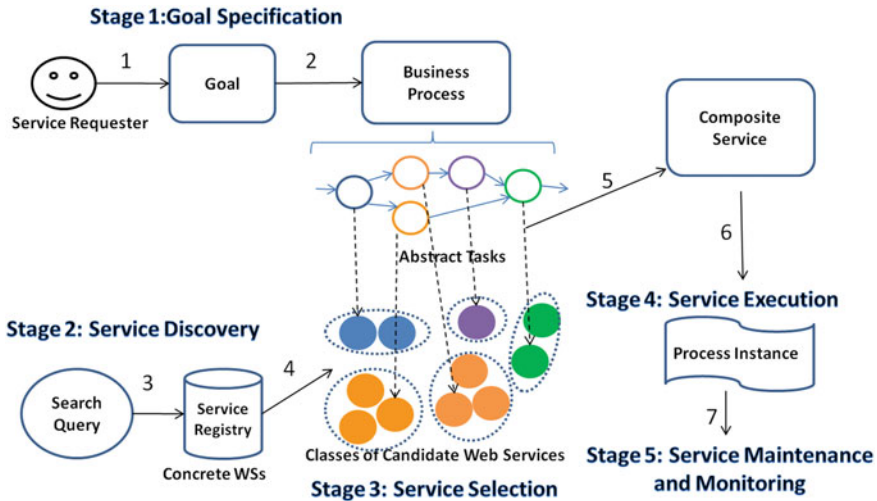 Stage 1:Goal Specification
1
2
Goal
Business
Process
Service Requester
Composite
Service
5
Abstract Tasks
6
Stage 4: Service Execution
Stage 2: Service Discovery
Process Instance
3
4
Search
Query
Service
Registry
7
Concrete WSs
Classes of Candidate Web Services
Stage 3: Service Selection
Stage 5: Service Maintenance
and Monitoring